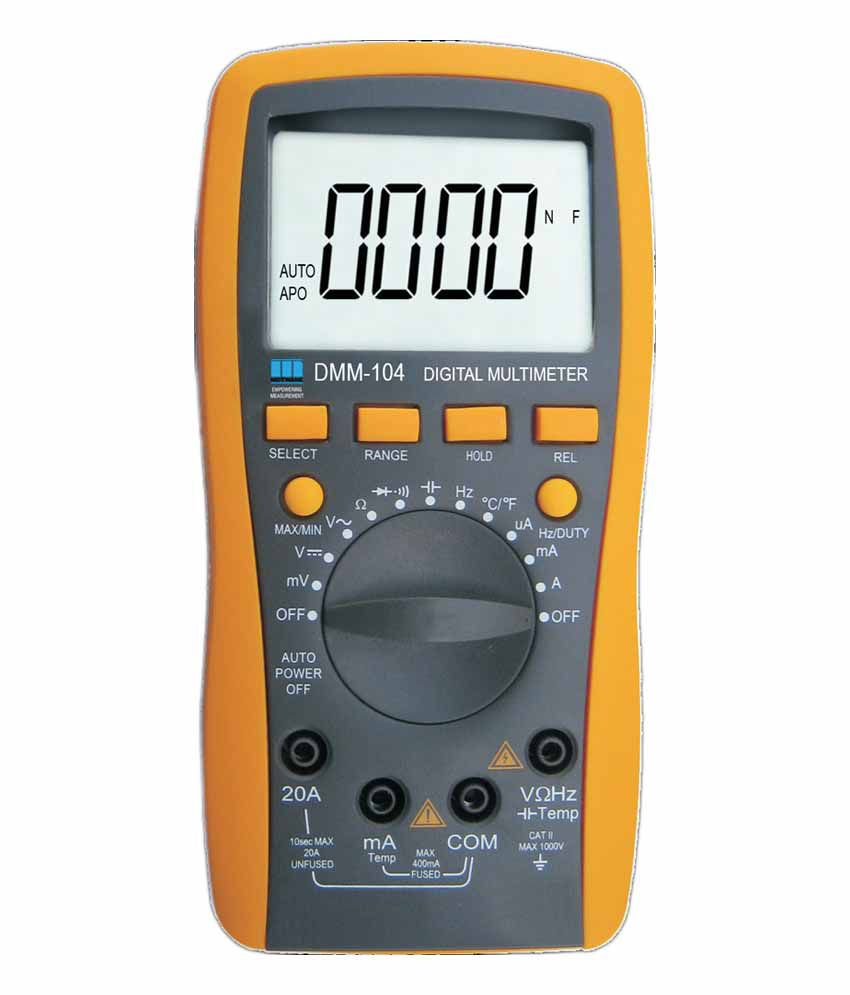 0000
N F
AUTO
APO
EMPOWERING
MEASUREMENT
DMM-104 DIGITAL MULTIMETER
SELECT RANGE HOLD REL
MAX/MIN
Hz/DUTY
OFF
mV
V⎓
V~
Ω
Hz
°C/°F
uA
mA
A
OFF
AUTO
POWER
OFF
20A
10sec MAX
20A
UNFUSED
mA
Temp
MAX
400mA
FUSED
COM
VΩHz
Temp
CAT II
MAX 1000V